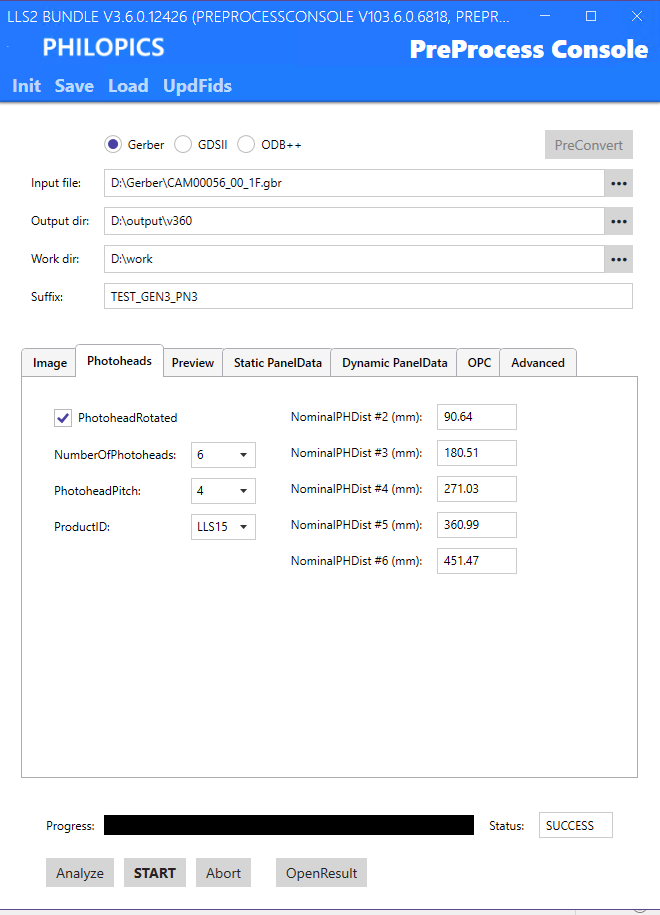 LLS2 BUNDLE V3.6.0.12426 (PREPROCESSCONSOLE V103.6.0.6818, PREPR...
PHILOPICS
PreProcess Console
Init Save Load UpdFids
Gerber GDSII ODB++ PreConvert
Input file: D:\Gerber\CAM00056_00_1F.gbr ...
Output dir: D:\output\v360 ...
Work dir: D:\work ...
Suffix: TEST_GEN3_PN3
Image Photoheads Preview Static PanelData Dynamic PanelData OPC Advanced
PhotoheadRotated NominalPHDist #2 (mm): 90.64
NumberOfPhotoheads: 6 NominalPHDist #3 (mm): 180.51
PhotoheadPitch: 4 NominalPHDist #4 (mm): 271.03
ProductID: LLS15 NominalPHDist #5 (mm): 360.99
NominalPHDist #6 (mm): 451.47
Progress: Status: SUCCESS
Analyze START Abort OpenResult